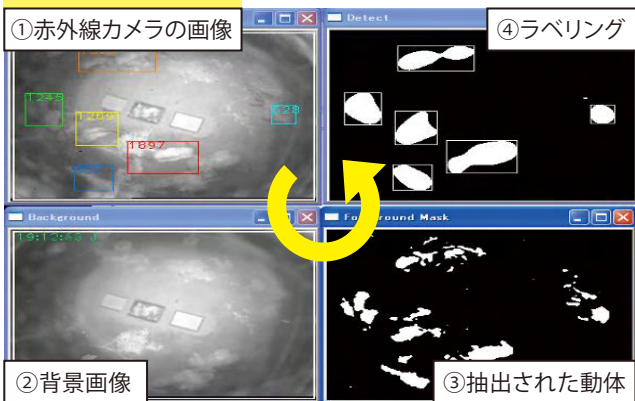 ①赤外線カメラの画像
Detect
④ラベリング
1245
1897
Background
Foreground Mask
②背景画像
③抽出された動体